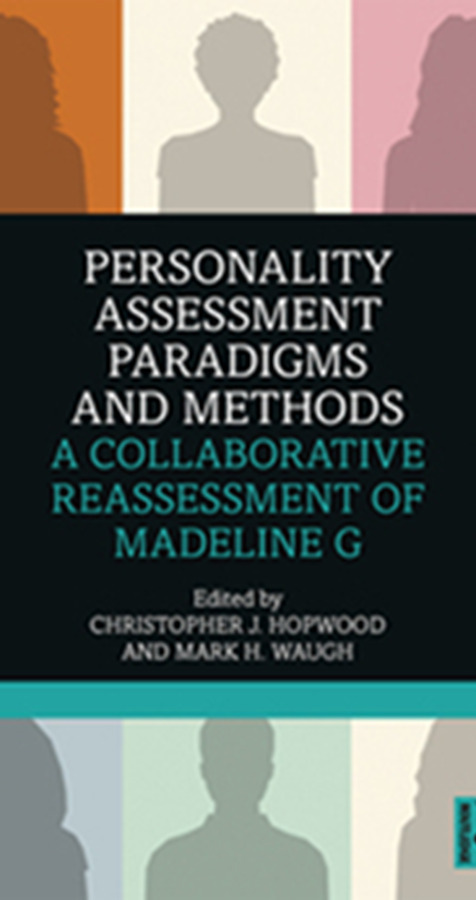 PERSONALITY
ASSESSMENT
PARADIGMS
AND METHODS
A COLLABORATIVE
REASSESSMENT OF
MADELINE G
Edited by
CHRISTOPHER J. HOPWOOD
AND MARK H. WAUGH